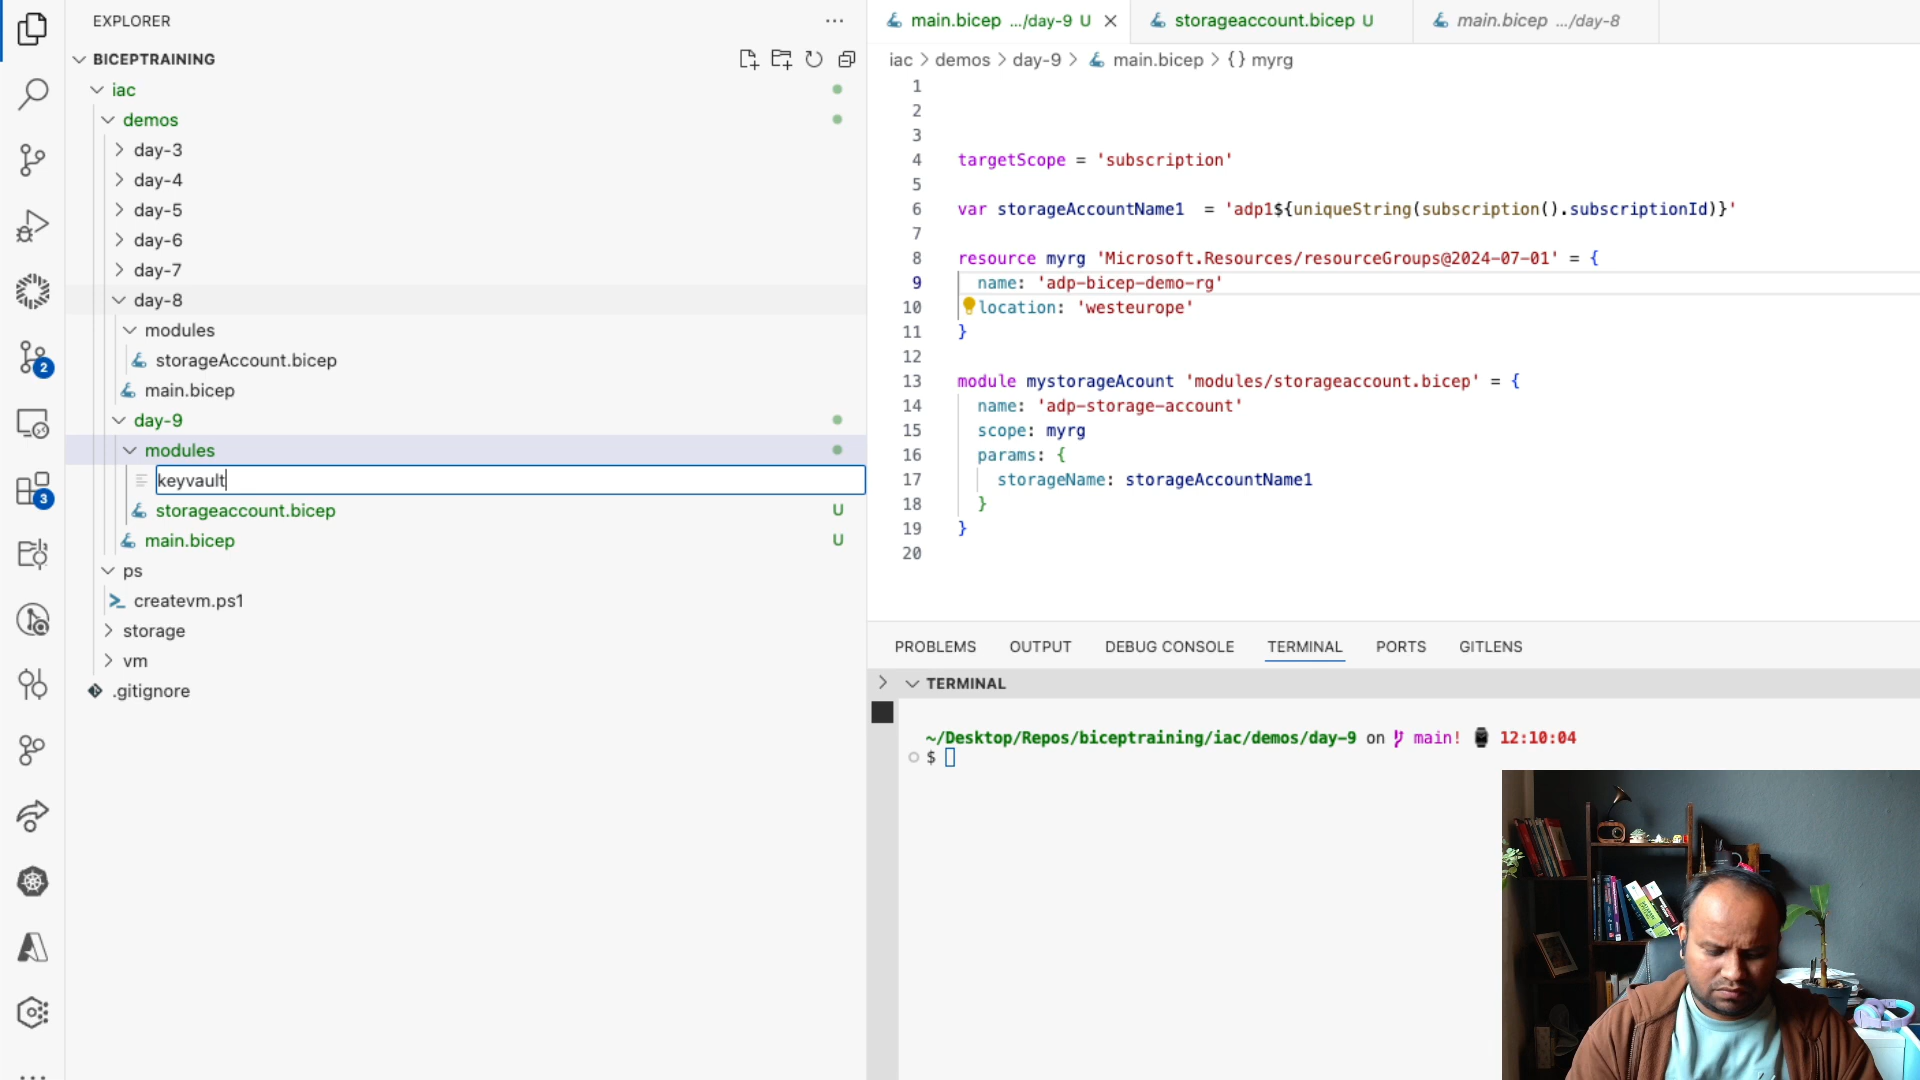 EXPLORER
BICEPTRAINING
iac
demos
day-3
day-4
day-5
day-6
day-7
day-8
modules
storageAccount.bicep
main.bicep
day-9
modules
keyvault
storageaccount.bicep U
main.bicep U
ps
createvm.ps1
storage
vm
.gitignore
2
3
main.bicep .../day-9 U
storageaccount.bicep U
main.bicep .../day-8
iac > demos > day-9 > main.bicep > {} myrg
1
2
3
4 targetScope = 'subscription'
5
6 var storageAccountName1  = 'adp1${uniqueString(subscription().subscriptionId)}'
7
8 resource myrg 'Microsoft.Resources/resourceGroups@2024-07-01' = {
9 name: 'adp-bicep-demo-rg'
10 location: 'westeurope'
11 }
12
13 module mystorageAcount 'modules/storageaccount.bicep' = {
14 name: 'adp-storage-account'
15 scope: myrg
16 params: {
17 storageName: storageAccountName1
18 }
19 }
20
PROBLEMS OUTPUT DEBUG CONSOLE TERMINAL PORTS GITLENS
TERMINAL
~/Desktop/Repos/biceptraining/iac/demos/day-9 on main! 12:10:04
$